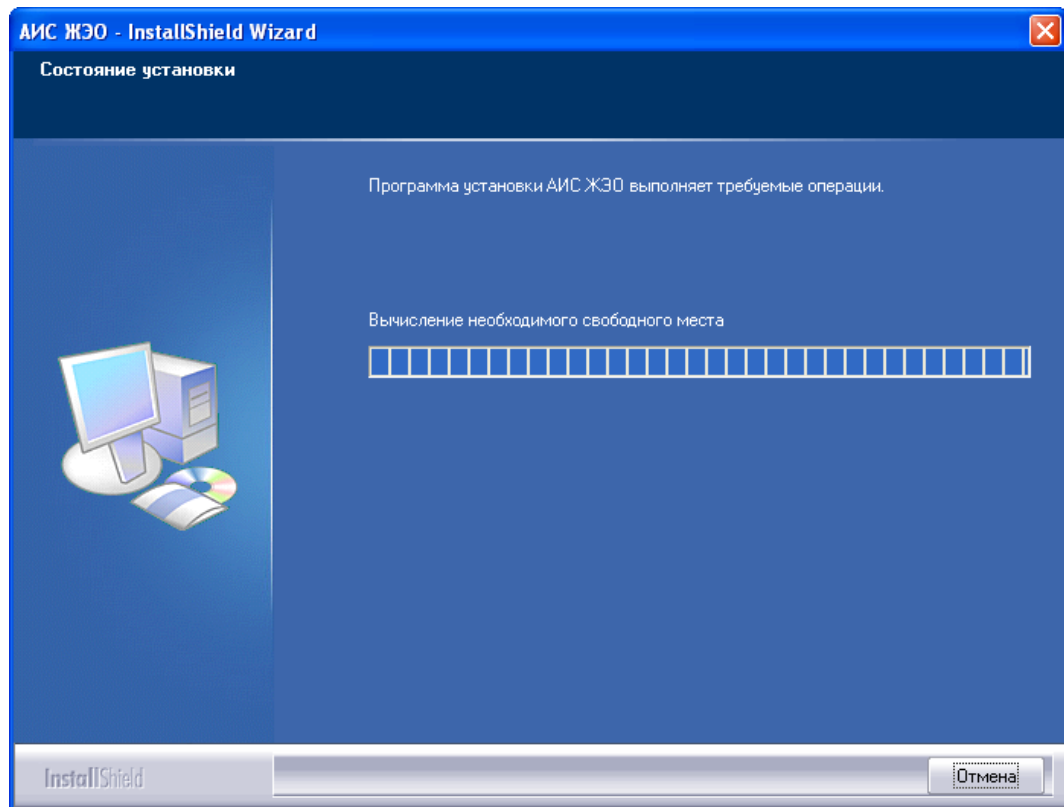 АИС ЖЭО - InstallShield Wizard
Состояние установки
Программа установки АИС ЖЭО выполняет требуемые операции.
Вычисление необходимого свободного места
InstallShield
Отмена